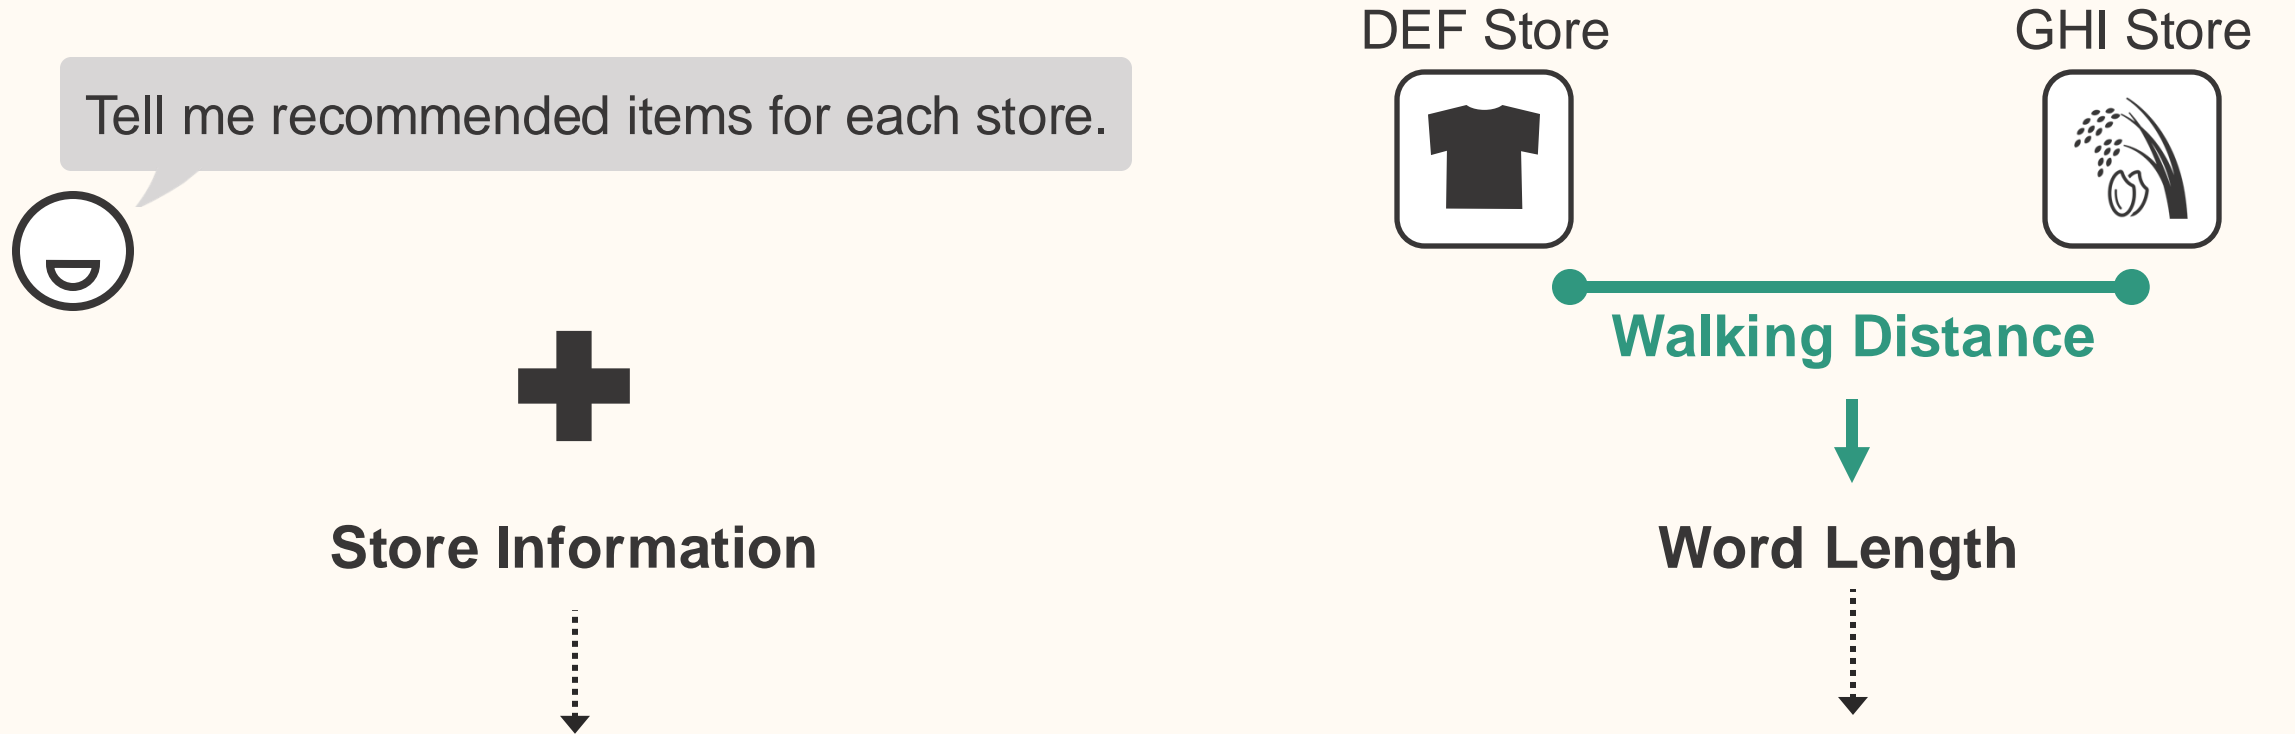 Tell me recommended items for each store.
Store Information
DEF Store
GHI Store
Walking Distance
Word Length